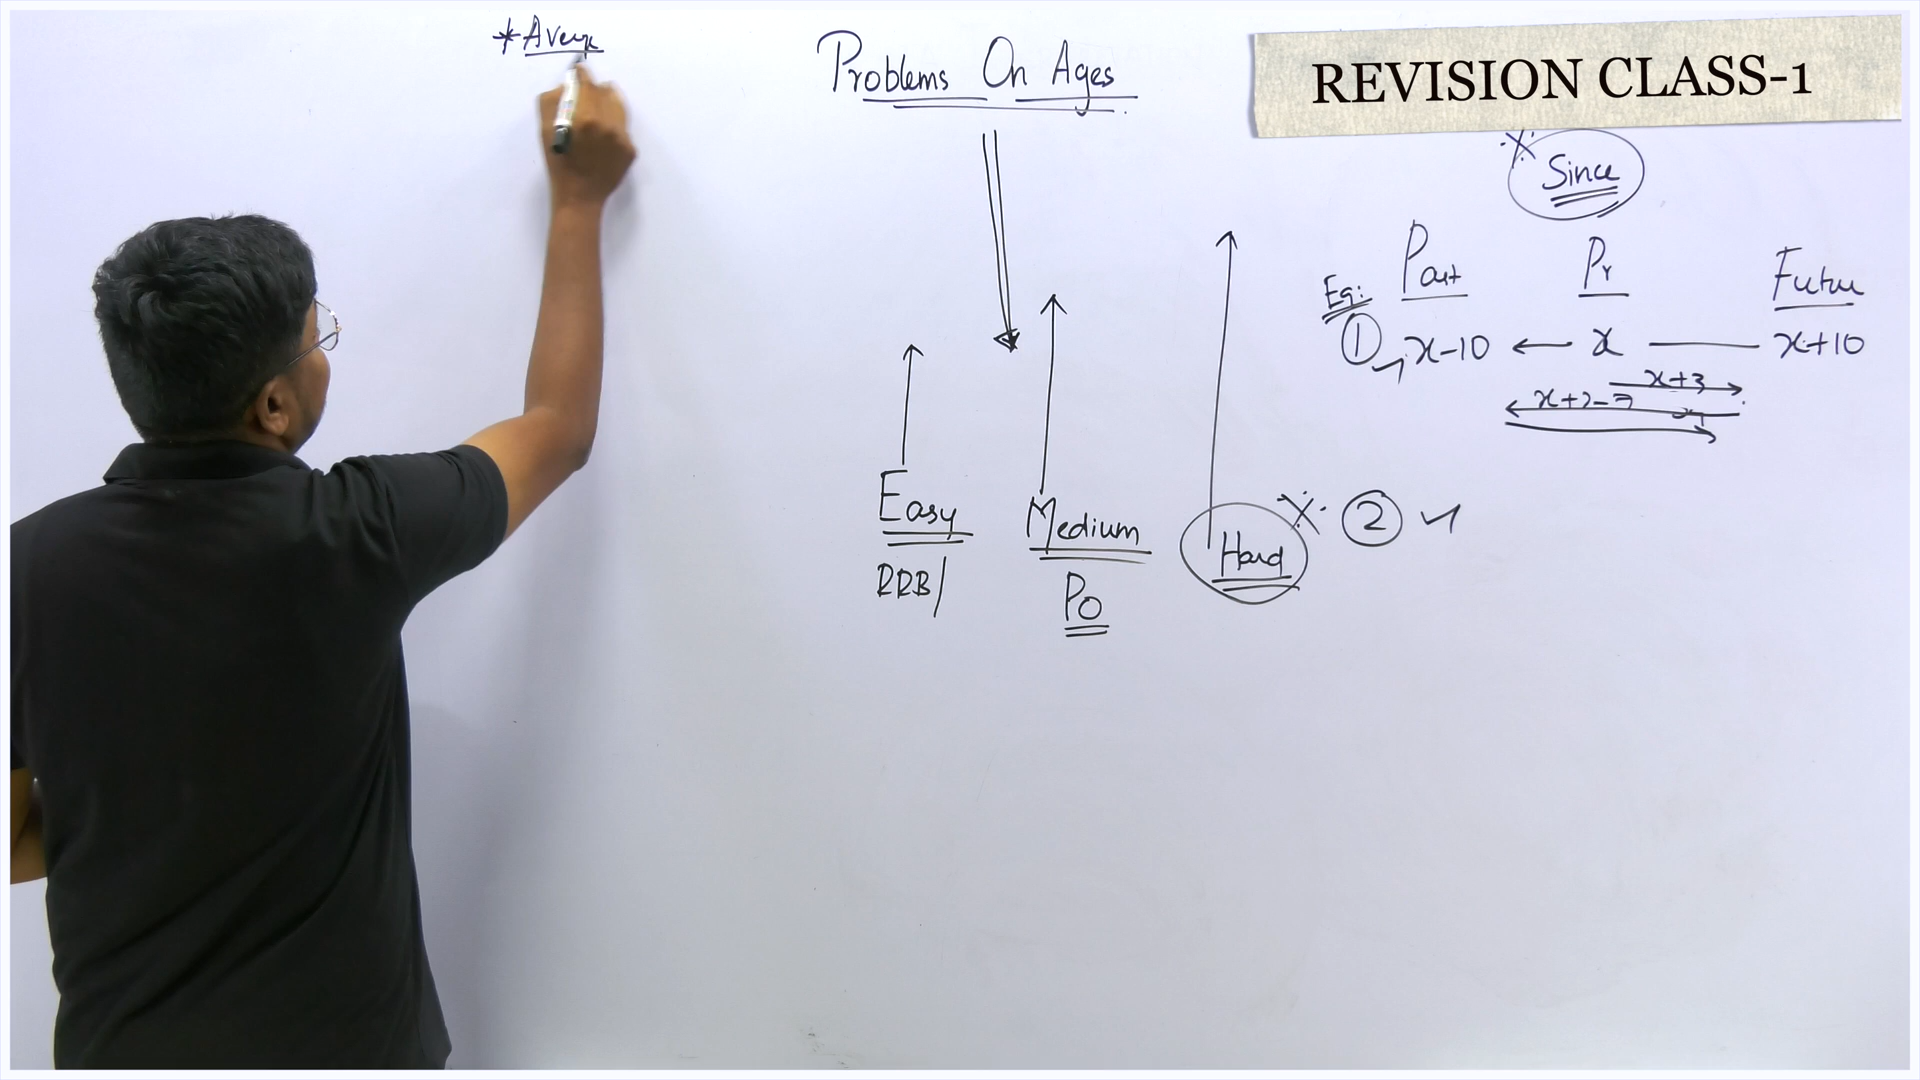 *Avera
Problems On Ages
REVISION CLASS-1
Since
Eg: Past Pr Future
① x-10 ← x — x+10
x+3
Easy
Medium
Hard
②
RRB/
PO